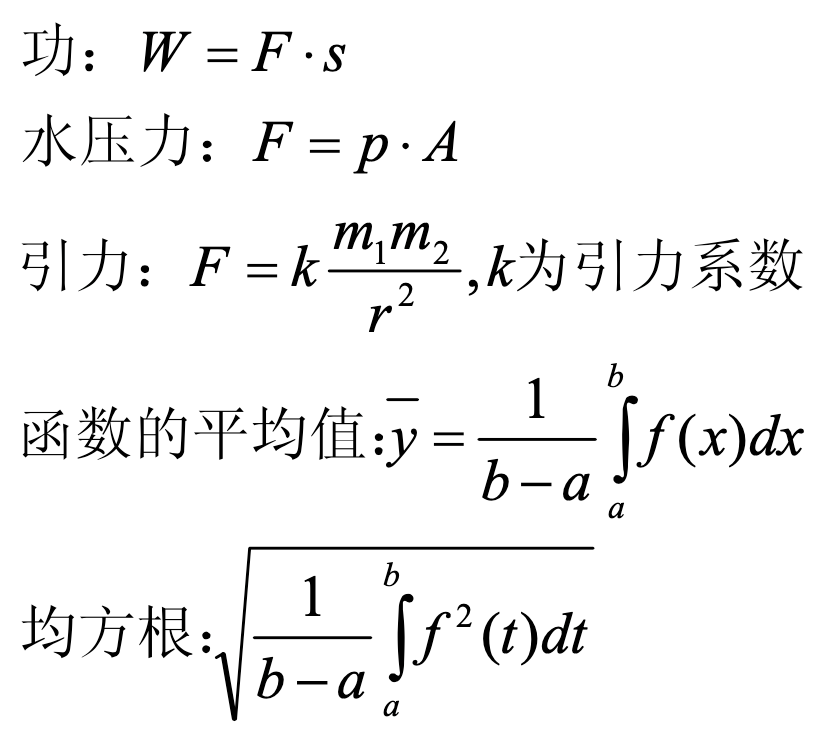 功：$W = F \cdot s$
水压力：$F = p \cdot A$
引力：$F = k \frac{m_1 m_2}{r^2}, k$为引力系数
函数的平均值:$\overline{y} = \frac{1}{b-a} \int_a^b f(x)dx$
均方根:$\sqrt{\frac{1}{b-a} \int_a^b f^2(t)dt}$